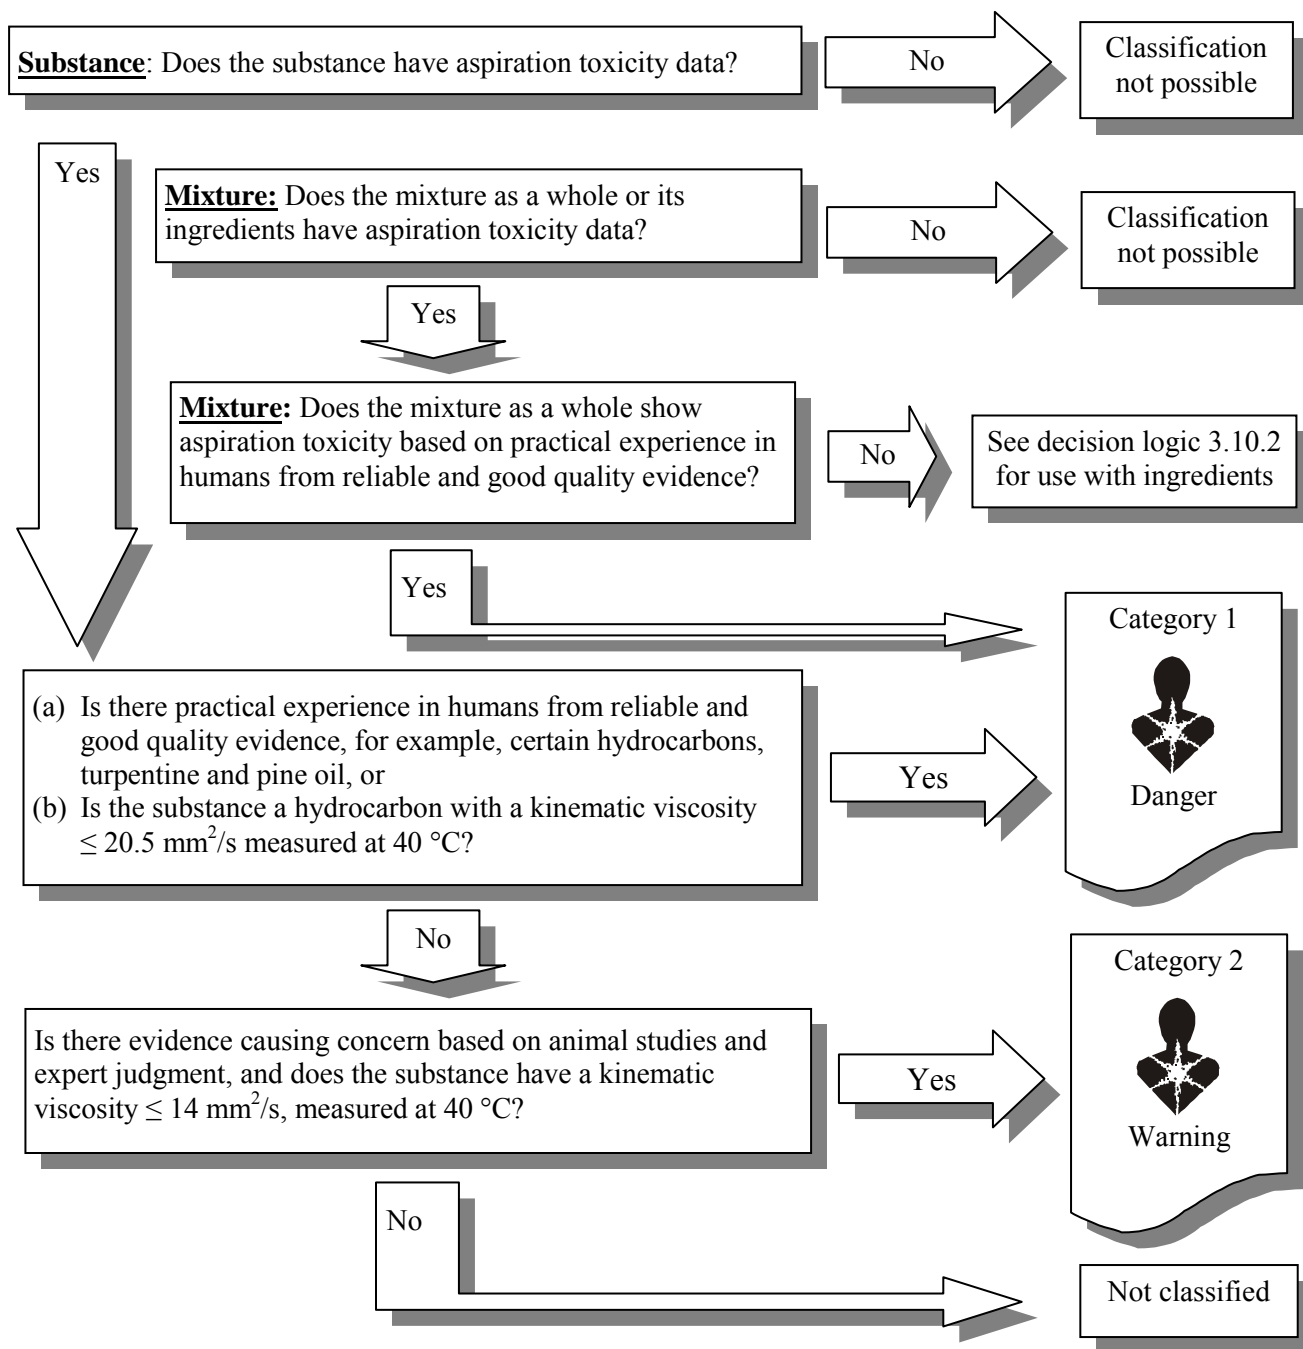 Substance: Does the substance have aspiration toxicity data?
No
Classification
not possible
Yes
Mixture: Does the mixture as a whole or its
ingredients have aspiration toxicity data?
No
Classification
not possible
Yes
Mixture: Does the mixture as a whole show
aspiration toxicity based on practical experience in
humans from reliable and good quality evidence?
No
See decision logic 3.10.2
for use with ingredients
Yes
Category 1
Danger
(a) Is there practical experience in humans from reliable and
good quality evidence, for example, certain hydrocarbons,
turpentine and pine oil, or
(b) Is the substance a hydrocarbon with a kinematic viscosity
≤ 20.5 mm²/s measured at 40 °C?
Yes
No
Category 2
Warning
Is there evidence causing concern based on animal studies and
expert judgment, and does the substance have a kinematic
viscosity ≤ 14 mm²/s, measured at 40 °C?
Yes
No
Not classified